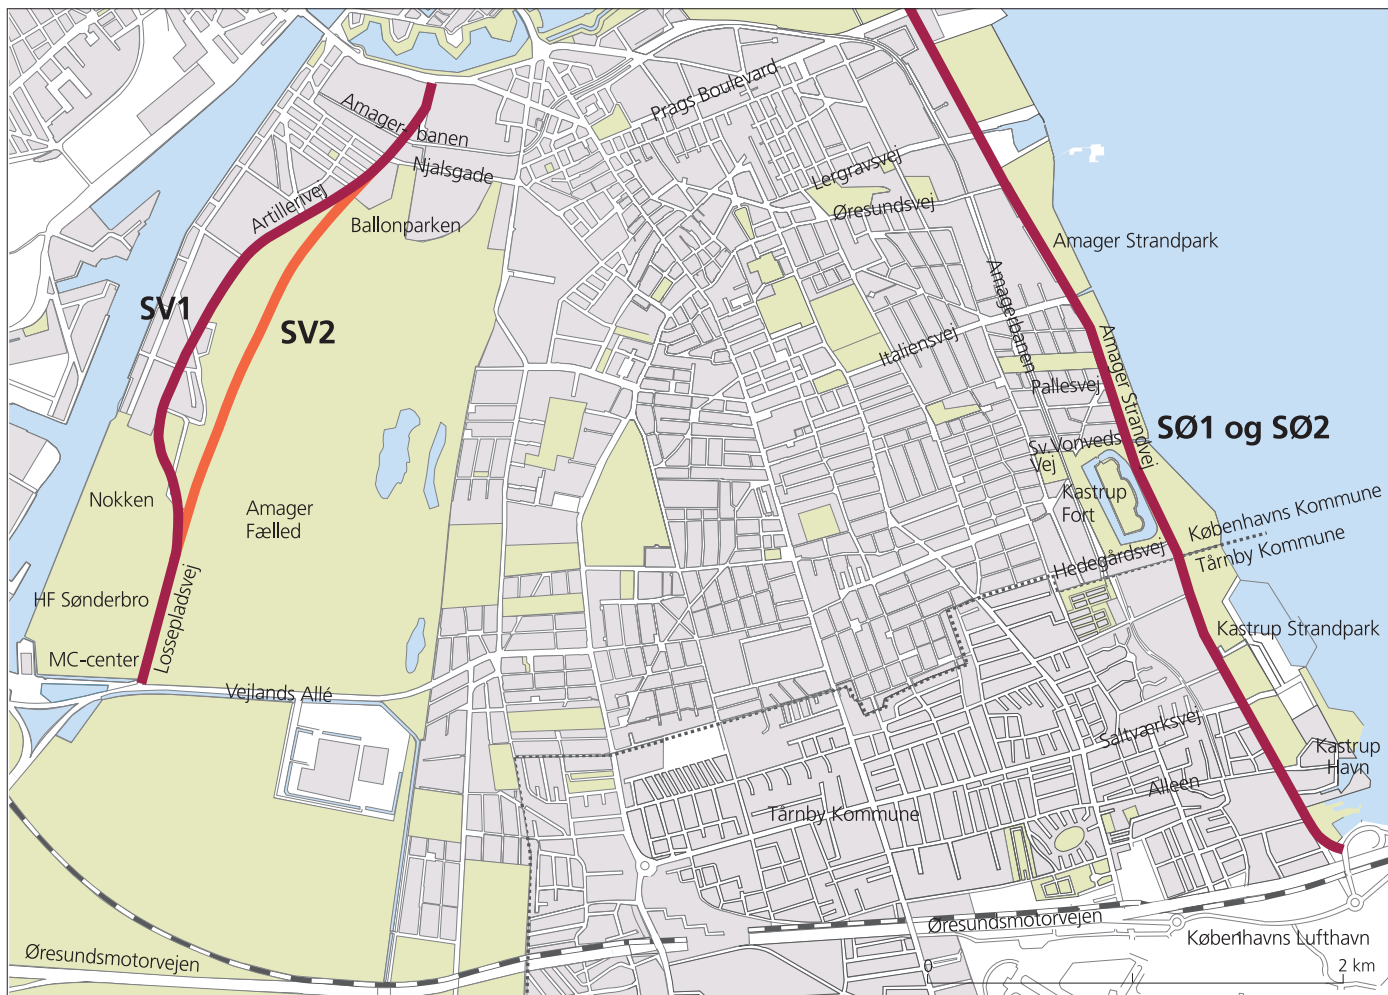 Prags Boulevard
Amager-
banen
Njalsgade
Lergravsvej
Artillerivej
Øresundsvej
Ballonparken
Amager Strandpark
SV1
SV2
Amagerbanen
Italiensvej
Amager Strandvej
Pallesvej
SØ1 og SØ2
Sv.Vonveds
Vej
Nokken
Kastrup
Fort
Amager
Fælled
Københavns Kommune
Hedegårdsvej
Tårnby Kommune
HF Sønderbro
Lossepladsvej
Kastrup Strandpark
MC-center
Vejlands Allé
Saltværksvej
Kastrup
Havn
Alleen
Tårnby Kommune
Øresundsmotorvejen
Københavns Lufthavn
Øresundsmotorvejen
0
2 km